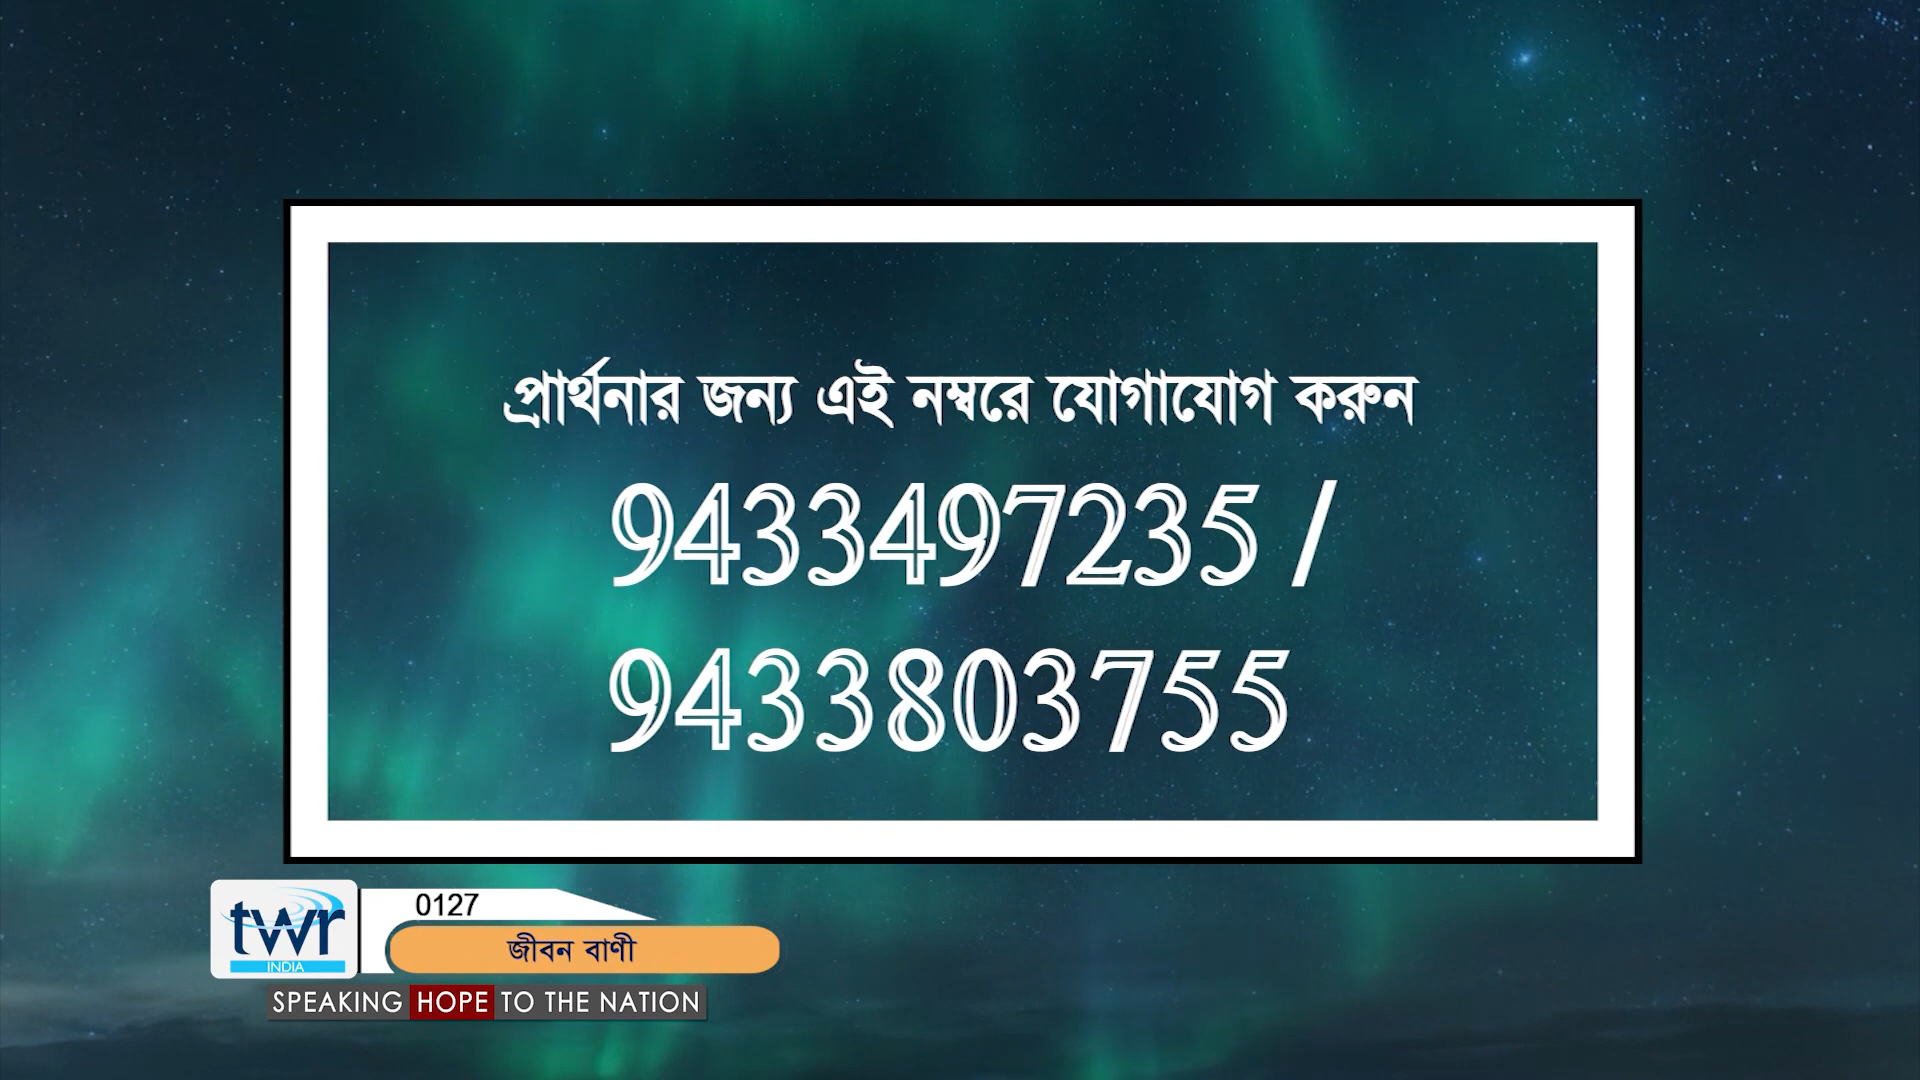 প্রার্থনার জন্য এই নম্বরে যোগাযোগ করুন
9433497235 /
9433803755
twr
INDIA
0127
জীবন বাণী
SPEAKING HOPE TO THE NATION